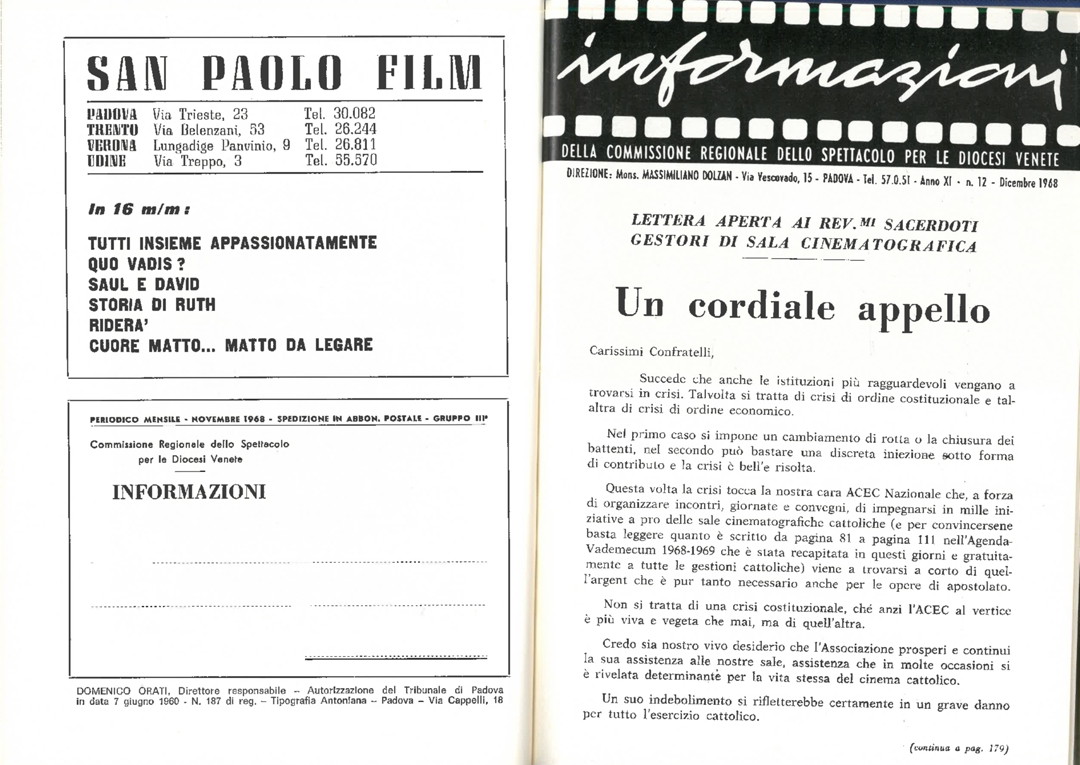 SAN PAOLO FILM
PADOVA Via Trieste, 23 Tel. 30.082
TRENTO Via Belenzani, 53 Tel. 26.244
VERONA Lungadige Panvinio, 9 Tel. 26.811
UDINE Via Treppo, 3 Tel. 55.570
In 16 m/m:
TUTTI INSIEME APPASSIONATAMENTE
QUO VADIS?
SAUL E DAVID
STORIA DI RUTH
RIDERA'
CUORE MATTO... MATTO DA LEGARE
PERIODICO MENSILE - NOVEMBRE 1968 - SPEDIZIONE IN ABBON. POSTALE - GRUPPO IIIº
Commissione Regionale dello Spettacolo
per le Diocesi Venete
INFORMAZIONI
DOMENICO ORATI, Direttore responsabile - Autorizzazione del Tribunale di Padova
in data 7 giugno 1960 - N. 187 di reg. - Tipografia Antoniana - Padova - Via Cappelli, 18
informazioni
DELLA COMMISSIONE REGIONALE DELLO SPETTACOLO PER LE DIOCESI VENETE
DIREZIONE: Mons. MASSIMILIANO DOLZAN - Via Vescovado, 15 - PADOVA - Tel. 57.0.51 - Anno XI - n. 12 - Dicembre 1968
LETTERA APERTA AI REV.MI SACERDOTI
GESTORI DI SALA CINEMATOGRAFICA
Un cordiale appello
Carissimi Confratelli,
Succede che anche le istituzioni più ragguardevoli vengano a
trovarsi in crisi. Talvolta si tratta di crisi di ordine costituzionale e tal-
altra di crisi di ordine economico.
Nel primo caso si impone un cambiamento di rotta o la chiusura dei
battenti, nel secondo può bastare una discreta iniezione sotto forma
di contributo e la crisi è bell'e risolta.
Questa volta la crisi tocca la nostra cara ACEC Nazionale che, a forza
di organizzare incontri, giornate e convegni, di impegnarsi in mille ini-
ziative a pro delle sale cinematografiche cattoliche (e per convincersene
basta leggere quanto è scritto da pagina 81 a pagina 111 nell'Agenda-
Vademecum 1968-1969 che è stata recapitata in questi giorni e gratuita-
mente a tutte le gestioni cattoliche) viene a trovarsi a corto di quel-
l'argent che è pur tanto necessario anche per le opere di apostolato.
Non si tratta di una crisi costituzionale, ché anzi l'ACEC al vertice
è più viva e vegeta che mai, ma di quell'altra.
Credo sia nostro vivo desiderio che l'Associazione prosperi e continui
la sua assistenza alle nostre sale, assistenza che in molte occasioni si
è rivelata determinante per la vita stessa del cinema cattolico.
Un suo indebolimento si rifletterebbe certamente in un grave danno
per tutto l'esercizio cattolico.
(continua a pag. 179)